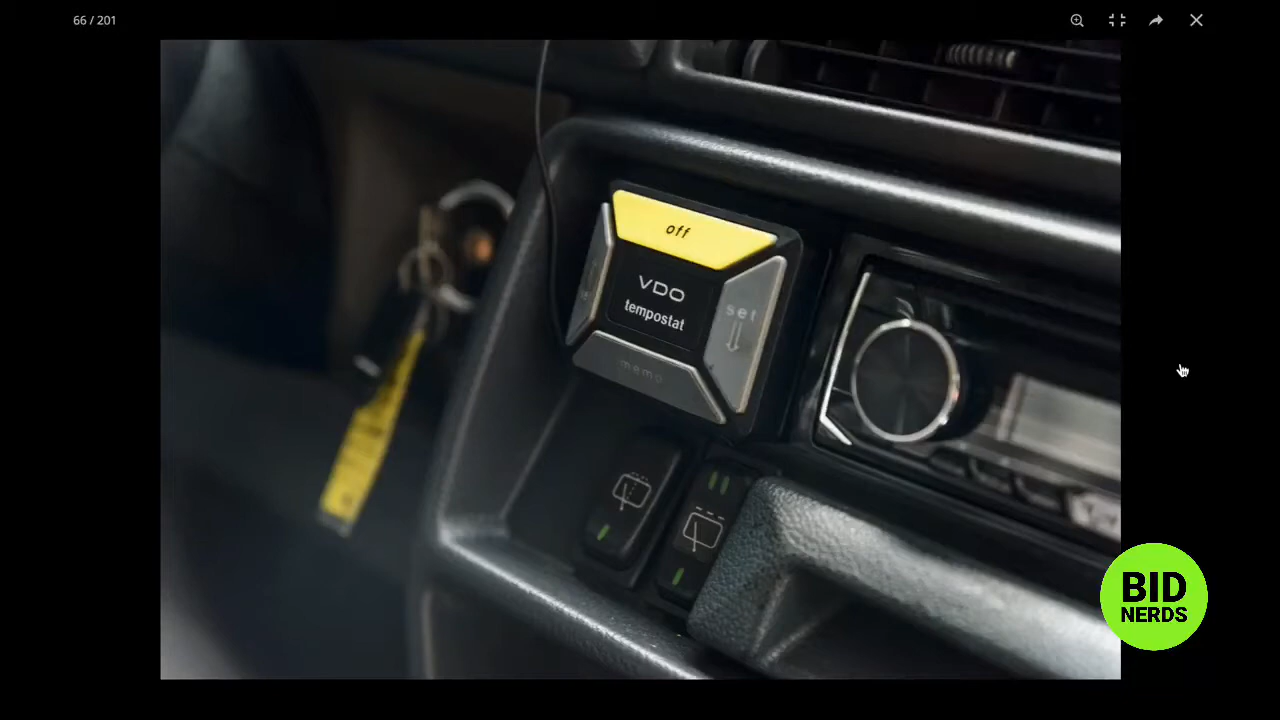 66 / 201
off
VDO
tempostat
set
memo
BID
NERDS